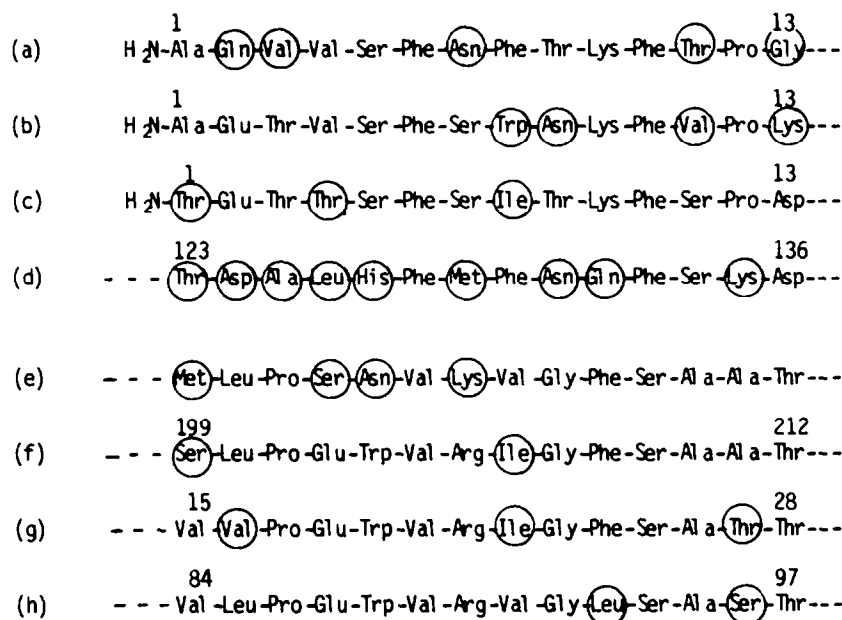 1 13
(a) H2N-Ala-Gln-Val-Val-Ser-Phe-Asn-Phe-Thr-Lys-Phe-Thr-Pro-Gly---
1 13
(b) H2N-Ala-Glu-Thr-Val-Ser-Phe-Ser-Trp-Asn-Lys-Phe-Val-Pro-Lys---
1 13
(c) H2N-Thr-Glu-Thr-Thr-Ser-Phe-Ser-Ile-Thr-Lys-Phe-Ser-Pro-Asp---
123 136
(d) ---Thr-Asp-Ala-Leu-His-Phe-Met-Phe-Asn-Gln-Phe-Ser-Lys-Asp---
(e) ---Met-Leu-Pro-Ser-Asn-Val-Lys-Val-Gly-Phe-Ser-Ala-Ala-Thr---
199 212
(f) ---Ser-Leu-Pro-Glu-Trp-Val-Arg-Ile-Gly-Phe-Ser-Ala-Ala-Thr---
15 28
(g) ---Val-Val-Pro-Glu-Trp-Val-Arg-Ile-Gly-Phe-Ser-Ala-Thr-Thr---
84 97
(h) ---Val-Leu-Pro-Glu-Trp-Val-Arg-Val-Gly-Leu-Ser-Ala-Ser-Thr---